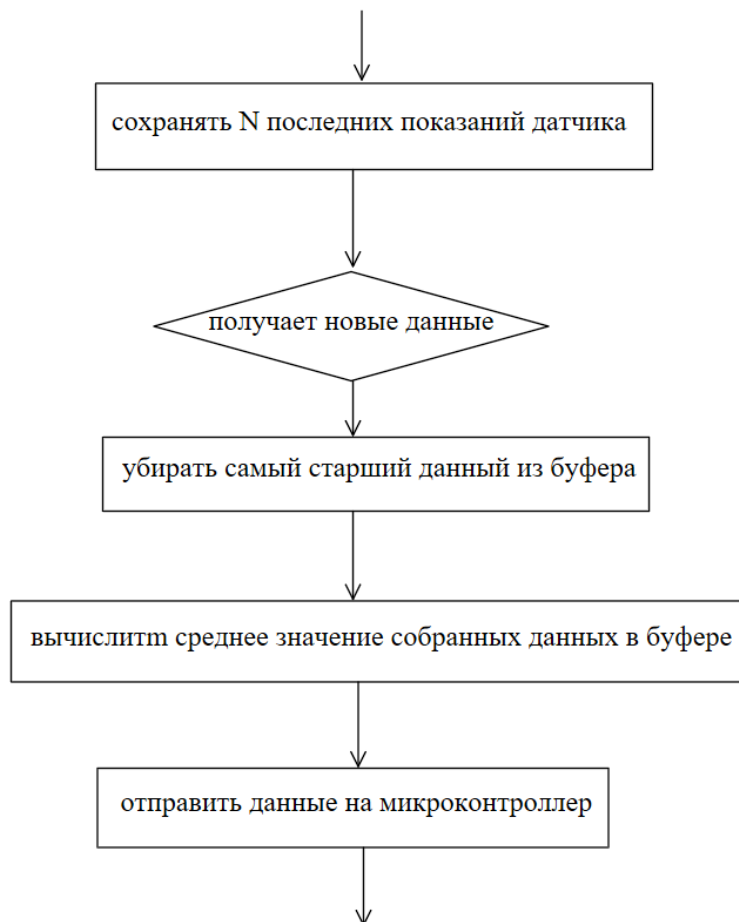 сохранять N последних показаний датчика
получает новые данные
убирать самый старший данный из буфера
вычислитm среднее значение собранных данных в буфере
отправить данные на микроконтроллер